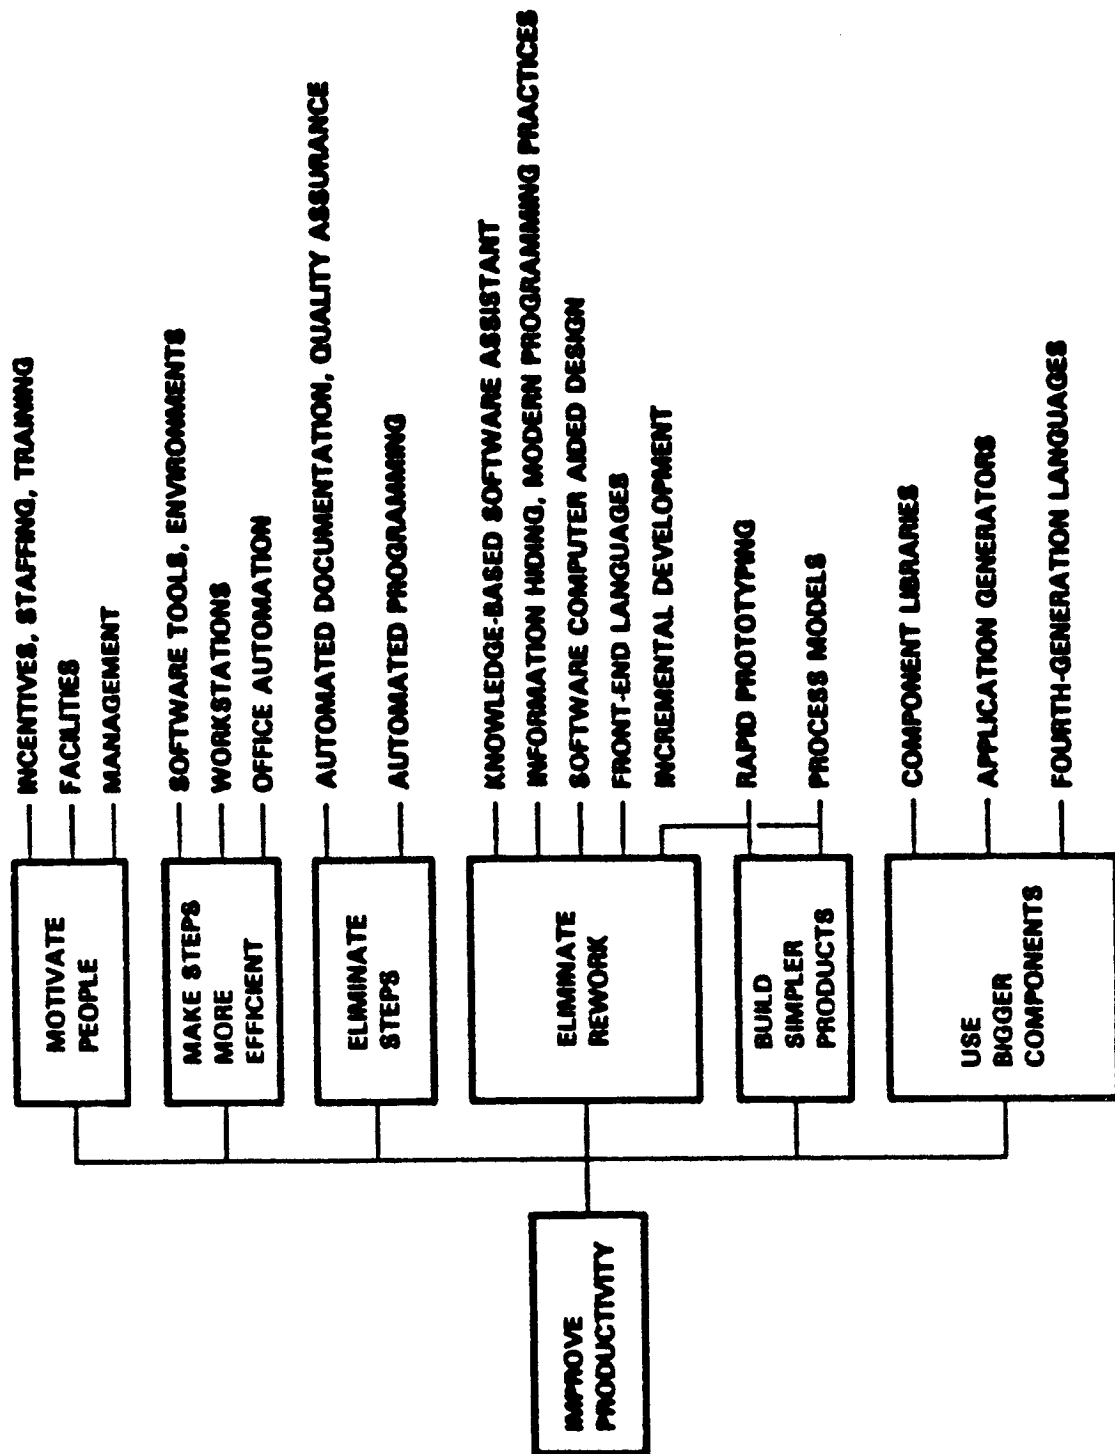 IMPROVE
PRODUCTIVITY
MOTIVATE
PEOPLE
INCENTIVES, STAFFING, TRAINING
FACILITIES
MANAGEMENT
MAKE STEPS
MORE
EFFICIENT
SOFTWARE TOOLS, ENVIRONMENTS
WORKSTATIONS
OFFICE AUTOMATION
ELIMINATE
STEPS
AUTOMATED DOCUMENTATION, QUALITY ASSURANCE
AUTOMATED PROGRAMMING
ELIMINATE
REWORK
KNOWLEDGE-BASED SOFTWARE ASSISTANT
INFORMATION HIDING, MODERN PROGRAMMING PRACTICES
SOFTWARE COMPUTER AIDED DESIGN
FRONT-END LANGUAGES
INCREMENTAL DEVELOPMENT
BUILD
SIMPLER
PRODUCTS
RAPID PROTOTYPING
PROCESS MODELS
USE
BIGGER
COMPONENTS
COMPONENT LIBRARIES
APPLICATION GENERATORS
FOURTH-GENERATION LANGUAGES